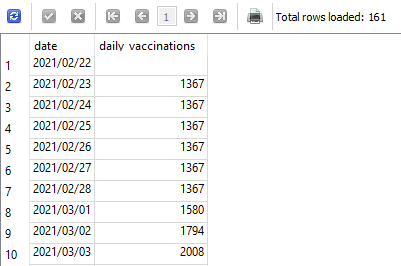 1 Total rows loaded: 161
date daily vaccinations
1 2021/02/22
2 2021/02/23 1367
3 2021/02/24 1367
4 2021/02/25 1367
5 2021/02/26 1367
6 2021/02/27 1367
7 2021/02/28 1367
8 2021/03/01 1580
9 2021/03/02 1794
10 2021/03/03 2008